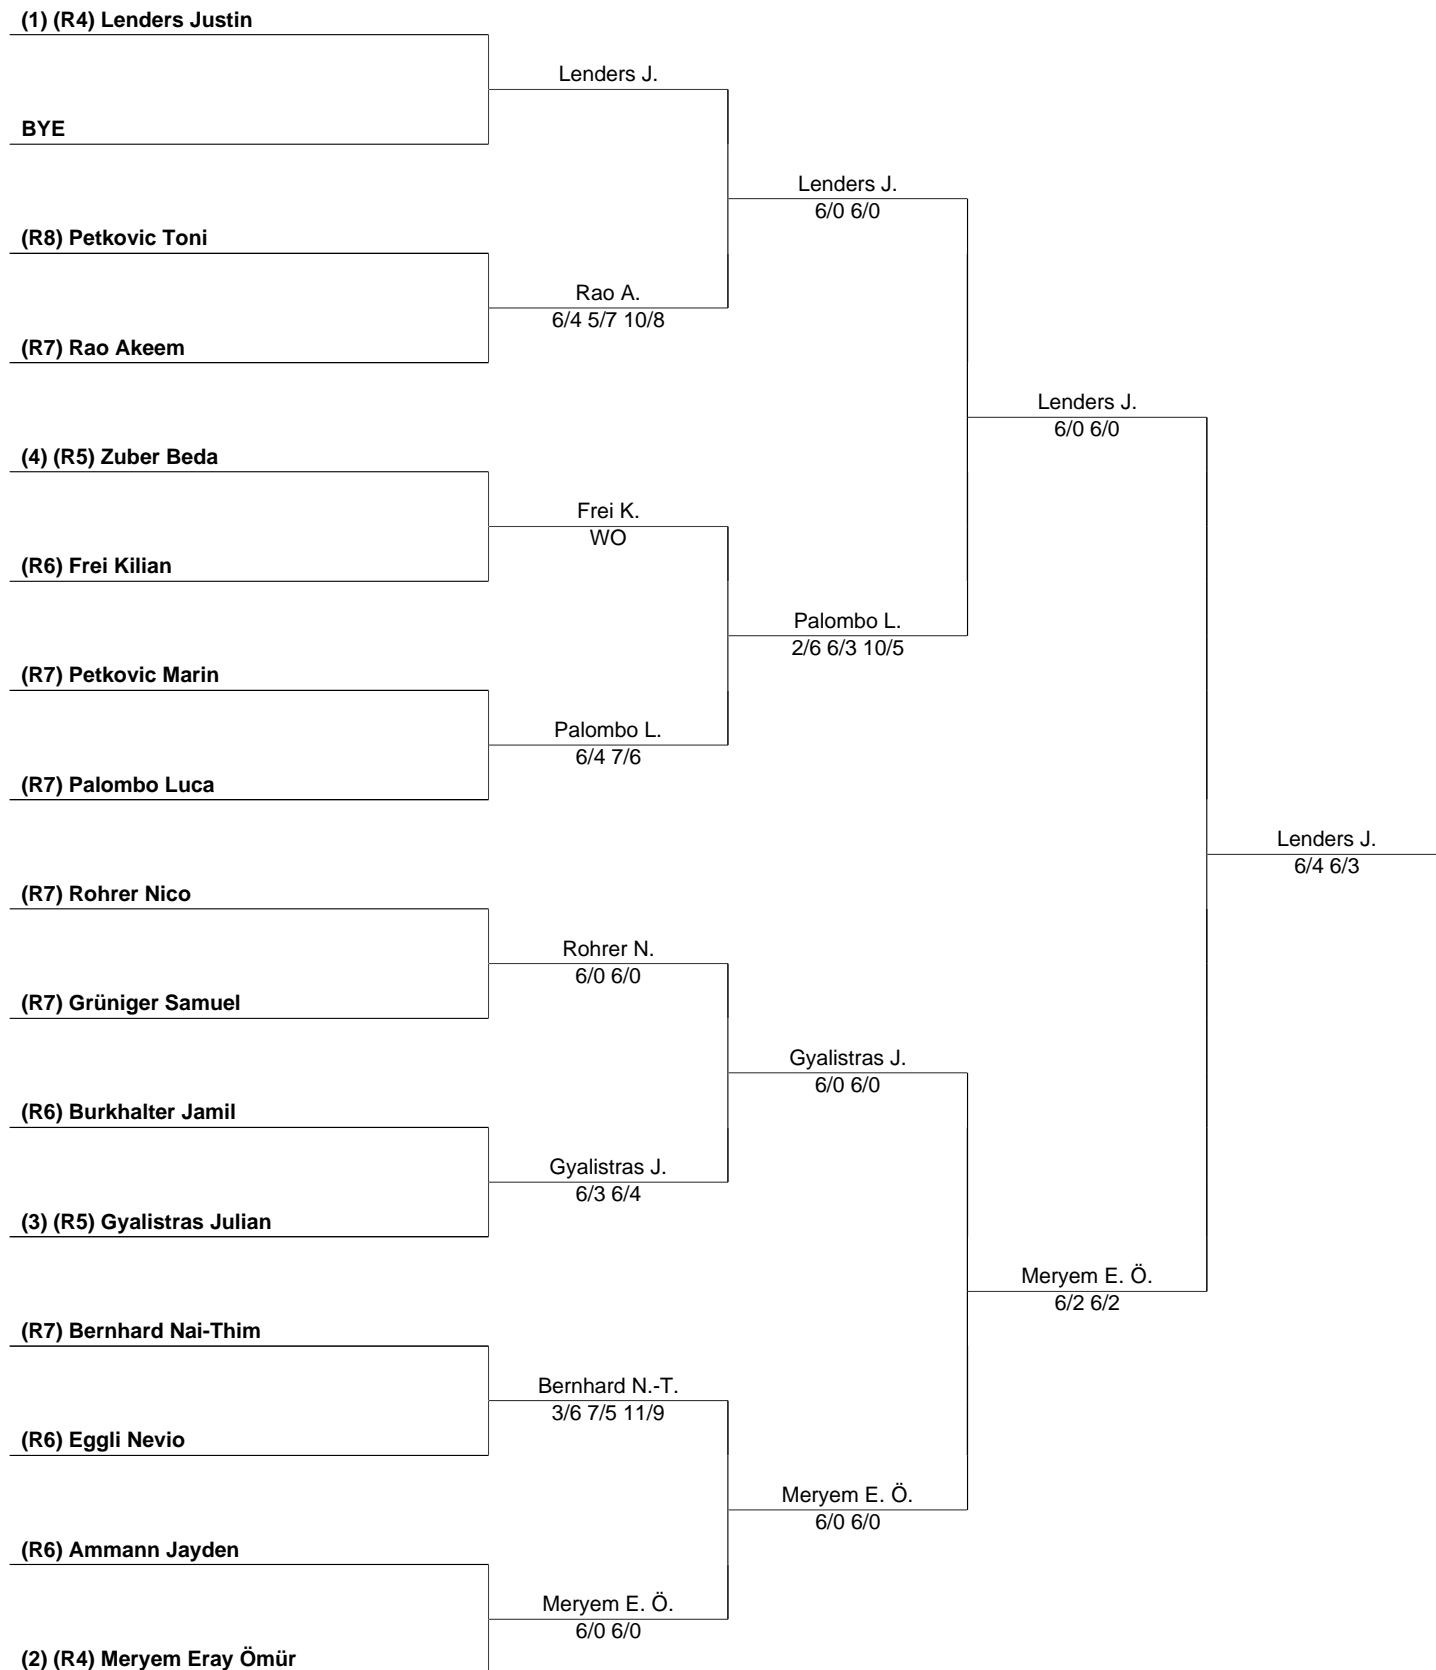 (1) (R4) Lenders Justin
Lenders J.
BYE
Lenders J.
6/0 6/0
(R8) Petkovic Toni
Rao A.
6/4 5/7 10/8
(R7) Rao Akeem
Lenders J.
6/0 6/0
(4) (R5) Zuber Beda
Frei K.
WO
(R6) Frei Kilian
Palombo L.
2/6 6/3 10/5
(R7) Petkovic Marin
Palombo L.
6/4 7/6
(R7) Palombo Luca
Lenders J.
6/4 6/3
(R7) Rohrer Nico
Rohrer N.
6/0 6/0
(R7) Grüniger Samuel
Gyalistras J.
6/0 6/0
(R6) Burkhalter Jamil
Gyalistras J.
6/3 6/4
(3) (R5) Gyalistras Julian
Meryem E. Ö.
6/2 6/2
(R7) Bernhard Nai-Thim
Bernhard N.-T.
3/6 7/5 11/9
(R6) Eggli Nevio
Meryem E. Ö.
6/0 6/0
(R6) Ammann Jayden
Meryem E. Ö.
6/0 6/0
(2) (R4) Meryem Eray Ömür